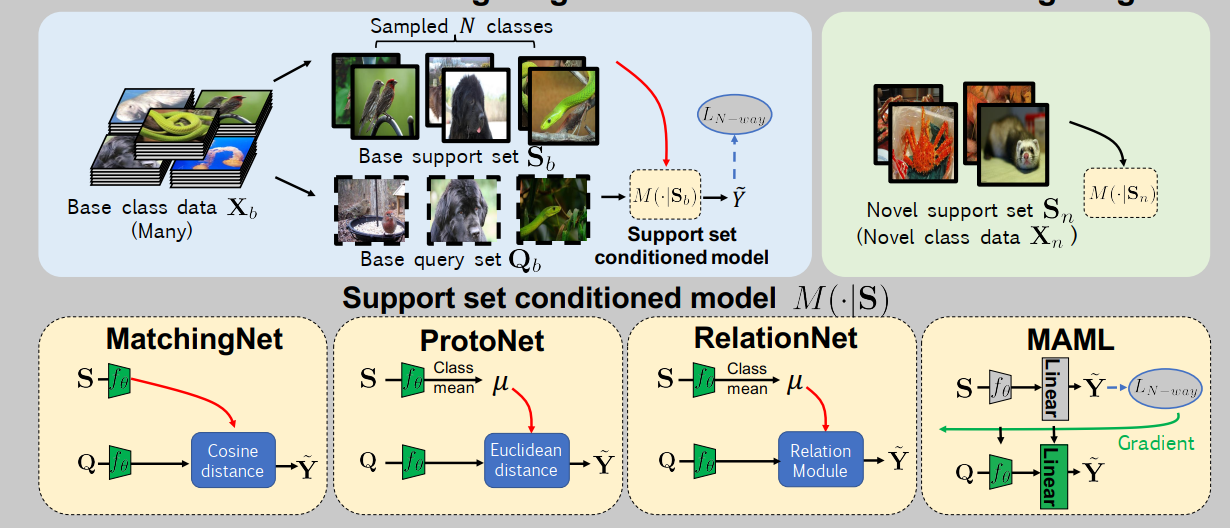 Sampled N classes
Base support set S_b
Base class data X_b
(Many)
Base query set Q_b
M(·|S_b)
Ỹ
L_{N-way}
Support set
conditioned model
Novel support set S_n
(Novel class data X_n)
M(·|S_n)
Support set conditioned model M(·|S)
MatchingNet
S
f_θ
Q
f_θ
Cosine
distance
Ỹ
ProtoNet
S
f_θ
Class
mean
μ
Q
f_θ
Euclidean
distance
Ỹ
RelationNet
S
f_θ
Class
mean
μ
Q
f_θ
Relation
Module
Ỹ
MAML
S
f_θ
Linear
Ỹ
L_{N-way}
Gradient
Q
f_θ
Linear
Ỹ